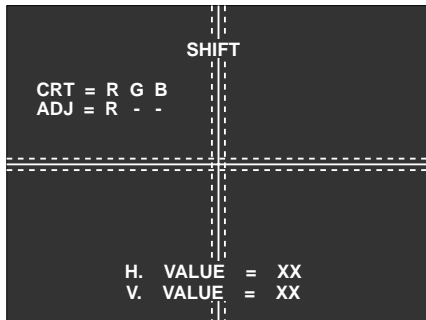 SHIFT
CRT = R G B
ADJ = R - -
H. VALUE = XX
V. VALUE = XX